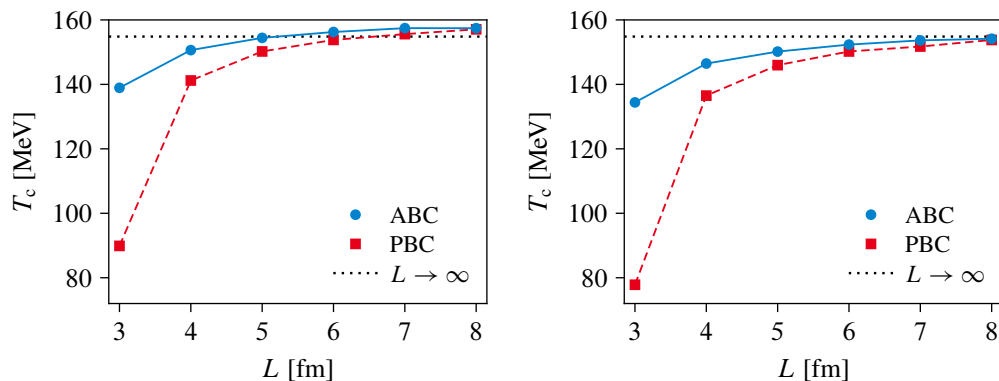 160
140
120
100
80
T_c [MeV]
ABC
PBC
L → ∞
3 4 5 6 7 8
L [fm]
160
140
120
100
80
T_c [MeV]
ABC
PBC
L → ∞
3 4 5 6 7 8
L [fm]